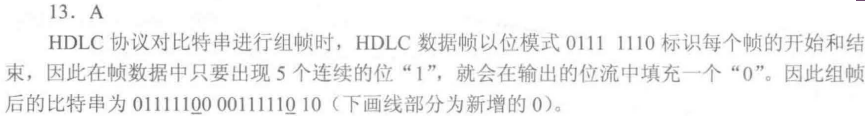 13. A
HDLC 协议对比特串进行组帧时，HDLC 数据帧以位模式 0111 1110 标识每个帧的开始和结
束，因此在帧数据中只要出现 5 个连续的位“1”，就会在输出的位流中填充一个“0”。因此组帧
后的比特串为 01111100 00111110 10（下画线部分为新增的 0）。